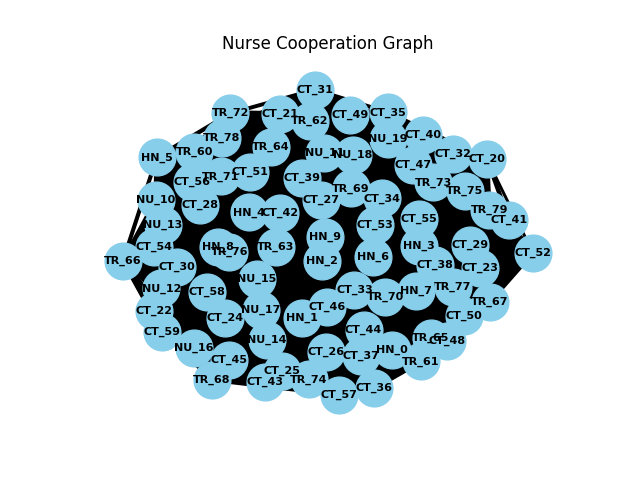 Nurse Cooperation Graph
CT_31
TR_72
CT_21
CT_49
CT_35
TR_62
TR_78
NU_19
CT_40
TR_64
TR_60
NU_11
NU_18
CT_32
HN_5
CT_20
CT_47
CT_51
TR_71
CT_39
CT_56
TR_73
TR_69
TR_75
NU_10
CT_27
CT_34
CT_28
HN_4
CT_42
TR_79
NU_13
CT_53
CT_55
CT_41
HN_9
CT_54
HN_8
TR_76
TR_63
HN_3
CT_29
CT_52
HN_6
TR_66
HN_2
CT_30
CT_38
CT_23
NU_15
NU_12
CT_58
CT_33
TR_70
HN_7
TR_77
TR_67
CT_46
CT_22
NU_17
CT_24
HN_1
CT_50
CT_59
CT_44
NU_14
TR_65
CT_48
NU_16
CT_26
CT_37
HN_0
CT_45
TR_61
CT_25
TR_68
CT_43
TR_74
CT_57
CT_36